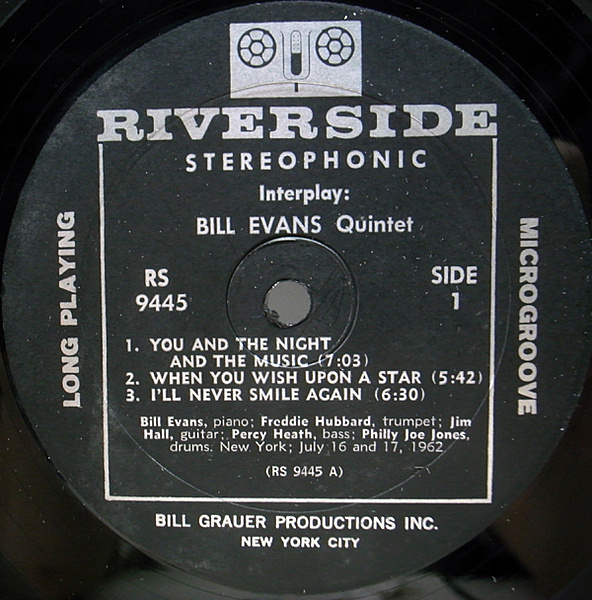 RIVERSIDE
STEREOPHONIC
Interplay:
BILL EVANS Quintet
RS
9445
SIDE
1
LONG PLAYING
MICROGROOVE
1. YOU AND THE NIGHT
AND THE MUSIC (7:03)
2. WHEN YOU WISH UPON A STAR (5:42)
3. I'LL NEVER SMILE AGAIN (6:30)
Bill Evans, piano; Freddie Hubbard, trumpet; Jim
Hall, guitar; Percy Heath, bass; Philly Joe Jones,
drums. New York; July 16 and 17, 1962
(RS 9445 A)
BILL GRAUER PRODUCTIONS INC.
NEW YORK CITY